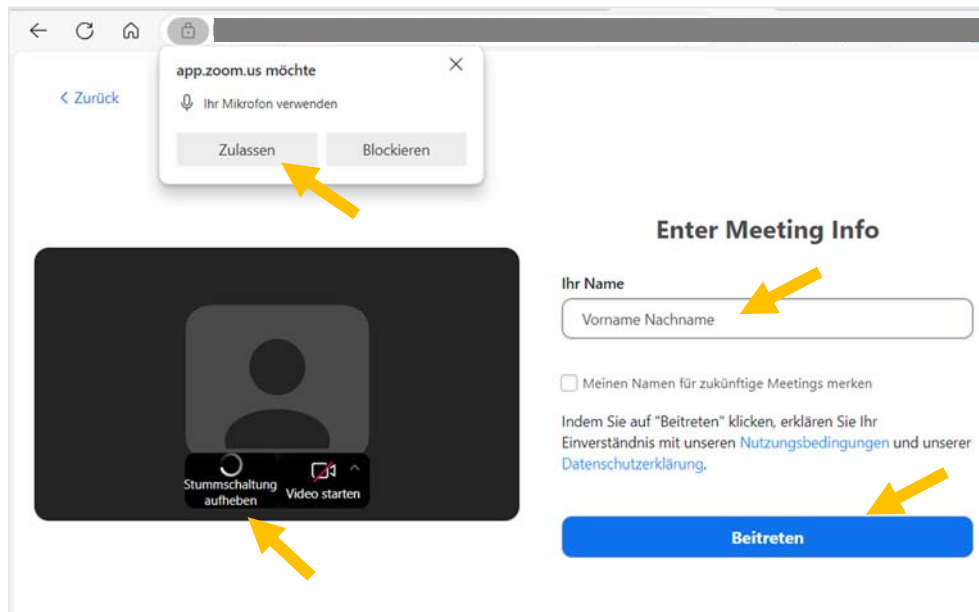 app.zoom.us möchte
< Zurück
Ihr Mikrofon verwenden
Zulassen
Blockieren
Enter Meeting Info
Ihr Name
Vorname Nachname
Meinen Namen für zukünftige Meetings merken
Indem Sie auf "Beitreten" klicken, erklären Sie Ihr
Einverständnis mit unseren Nutzungsbedingungen und unserer
Datenschutzerklärung.
Stummschaltung
aufheben
Video starten
Beitreten